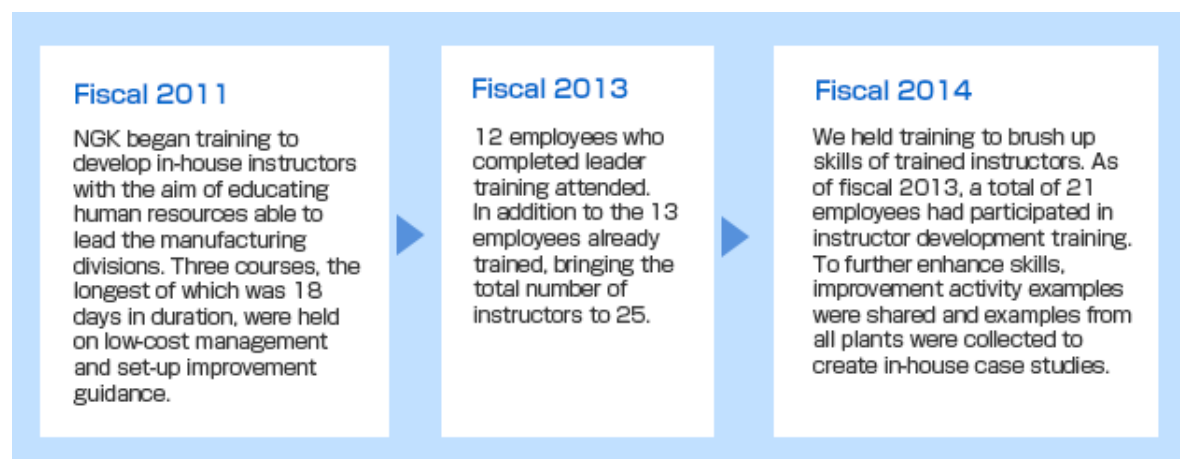 Fiscal 2011
NGK began training to
develop in-house instructors
with the aim of educating
human resources able to
lead the manufacturing
divisions. Three courses, the
longest of which was 18
days in duration, were held
on low-cost management
and set-up improvement
guidance.
Fiscal 2013
12 employees who
completed leader
training attended.
In addition to the 13
employees already
trained, bringing the
total number of
instructors to 25.
Fiscal 2014
We held training to brush up
skills of trained instructors. As
of fiscal 2013, a total of 21
employees had participated in
instructor development training.
To further enhance skills,
improvement activity examples
were shared and examples from
all plants were collected to
create in-house case studies.